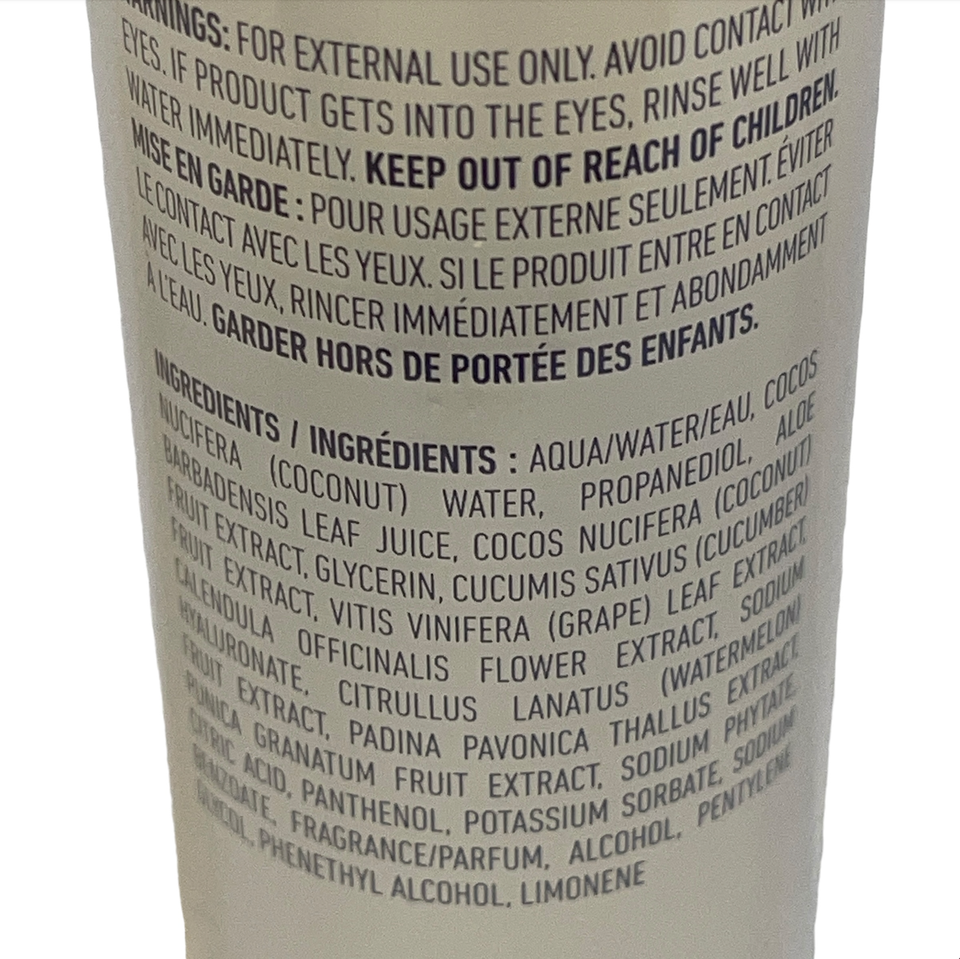 WARNINGS: FOR EXTERNAL USE ONLY. AVOID CONTACT WITH
EYES. IF PRODUCT GETS INTO THE EYES, RINSE WELL WITH
WATER IMMEDIATELY. KEEP OUT OF REACH OF CHILDREN.
MISE EN GARDE : POUR USAGE EXTERNE SEULEMENT. ÉVITER
LE CONTACT AVEC LES YEUX. SI LE PRODUIT ENTRE EN CONTACT
AVEC LES YEUX, RINCER IMMÉDIATEMENT ET ABONDAMMENT
À L'EAU. GARDER HORS DE PORTÉE DES ENFANTS.
INGREDIENTS / INGRÉDIENTS : AQUA/WATER/EAU, COCOS
NUCIFERA (COCONUT) WATER, PROPANEDIOL, ALOE
BARBADENSIS LEAF JUICE, COCOS NUCIFERA (COCONUT)
FRUIT EXTRACT, GLYCERIN, CUCUMIS SATIVUS (CUCUMBER)
FRUIT EXTRACT, VITIS VINIFERA (GRAPE) LEAF EXTRACT,
CALENDULA OFFICINALIS FLOWER EXTRACT, SODIUM
HYALURONATE, CITRULLUS LANATUS (WATERMELON)
FRUIT EXTRACT, PADINA PAVONICA THALLUS EXTRACT,
PUNICA GRANATUM FRUIT EXTRACT, SODIUM PHYTATE,
CITRIC ACID, PANTHENOL, POTASSIUM SORBATE, SODIUM
BENZOATE, FRAGRANCE/PARFUM, ALCOHOL, PENTYLENE
GLYCOL, PHENETHYL ALCOHOL, LIMONENE